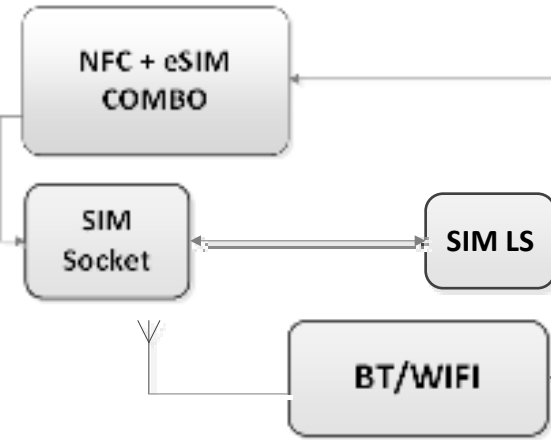 NFC + eSIM
COMBO
SIM
Socket
SIM LS
BT/WIFI